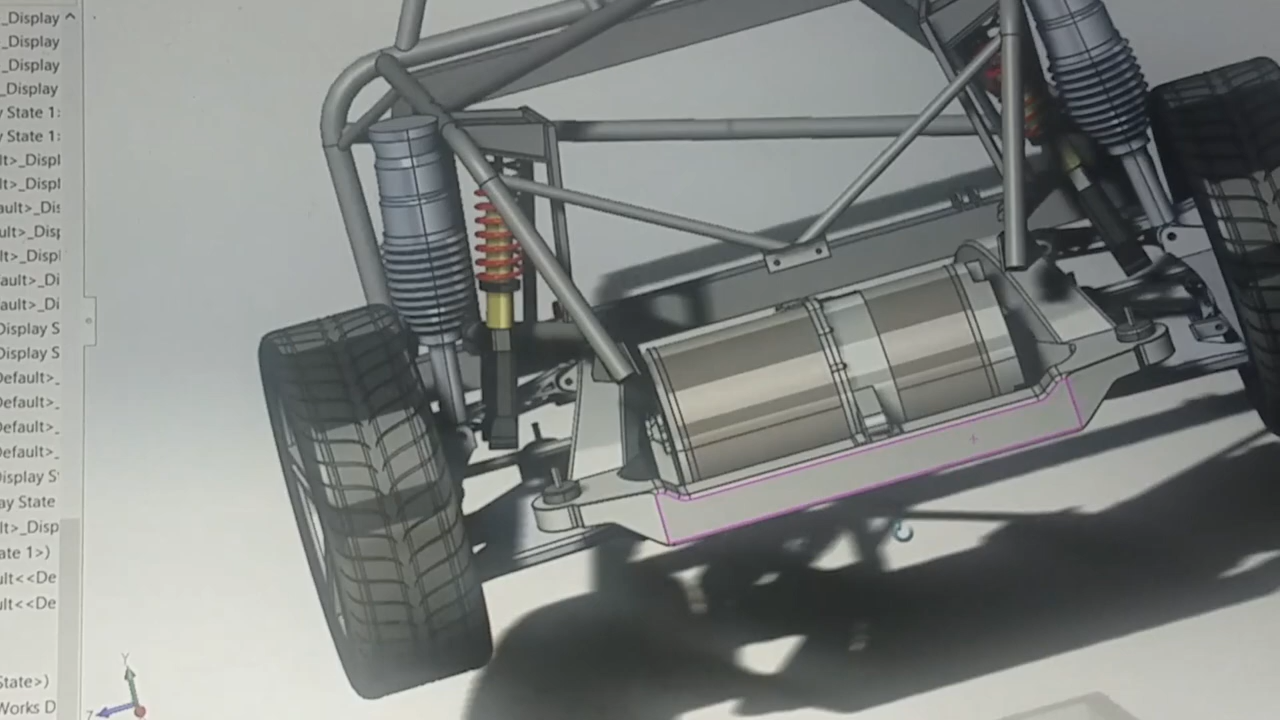 _Display
_Display
_Display
_Display
State 1:
State 1:
lt>_Displ
lt>_Displ
ault>_Dis
ult>_Disp
lt>_Displ
ault>_Di
ault>_Di
Display S
Display S
Default>_
Default>_
Default>_
Default>_
isplay S
ay State
lt>_Disp
ate 1>)
ult<<De
ult<<De
State>)
Works D
Y
Z